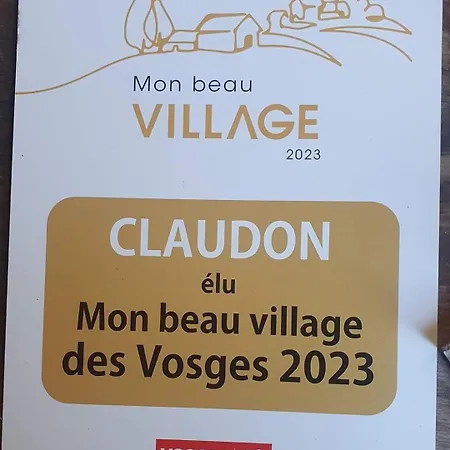 Mon beau
VILLAGE
2023
CLAUDON
élu
Mon beau village
des Vosges 2023